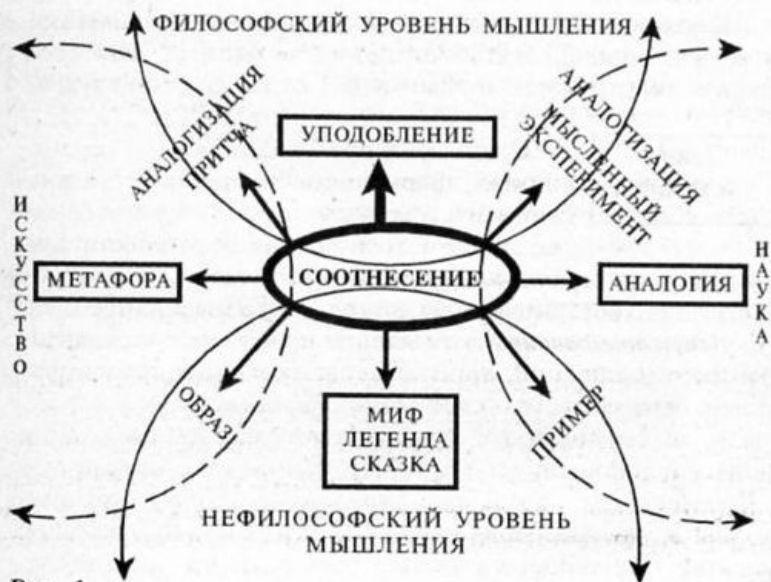 ФИЛОСОФСКИЙ УРОВЕНЬ МЫШЛЕНИЯ
АНАЛОГИЗАЦИЯ
ПРИТЧА
УПОДОБЛЕНИЕ
АНАЛОГИЗАЦИЯ
МЫСЛЕННЫЙ
ЭКСПЕРИМЕНТ
ИСКУССТВО
МЕТАФОРА
СООТНЕСЕНИЕ
АНАЛОГИЯ
НАУКА
ОБРАЗ
МИФ
ЛЕГЕНДА
СКАЗКА
ПРИМЕР
НЕФИЛОСОФСКИЙ УРОВЕНЬ
МЫШЛЕНИЯ